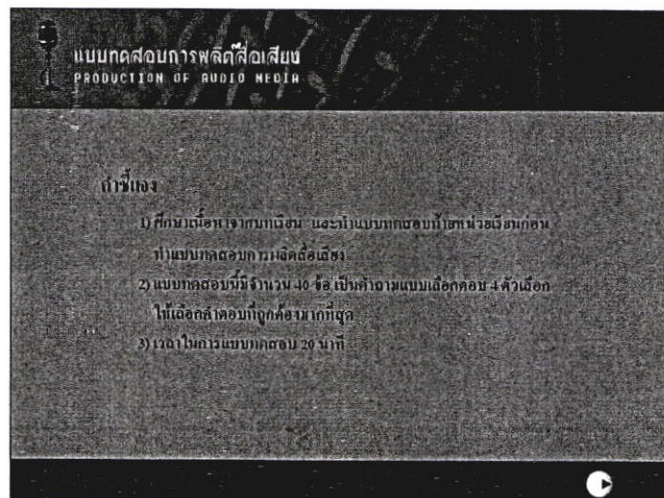 แบบทดสอบการผลิตสื่อเสียง
PRODUCTION OF AUDIO MEDIA
คำชี้แจง
1) ศึกษาเนื้อหาจากบทเรียน และทำแบบทดสอบท้ายหน่วยเรียนก่อน
ทำแบบทดสอบการผลิตสื่อเสียง
2) แบบทดสอบนี้มีจำนวน 40 ข้อ เป็นคำถามแบบเลือกตอบ 4 ตัวเลือก
ให้เลือกคำตอบที่ถูกต้องมากที่สุด
3) เวลาในการแบบทดสอบ 20 นาที